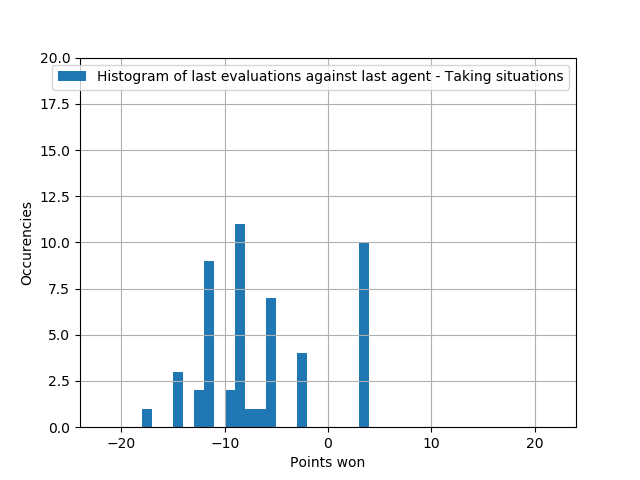 Histogram of last evaluations against last agent - Taking situations
20.0
17.5
15.0
12.5
10.0
7.5
5.0
2.5
0.0
Occurencies
−20 −10 0 10 20
Points won